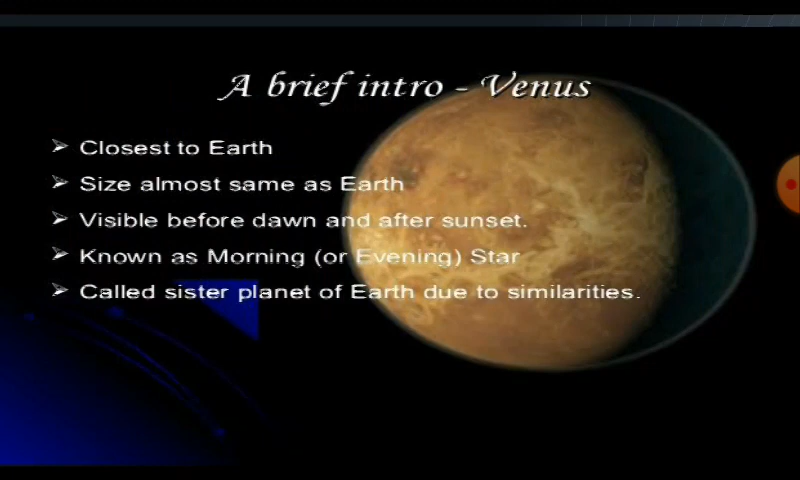 A brief intro - Venus
Closest to Earth
Size almost same as Earth
Visible before dawn and after sunset.
Known as Morning (or Evening) Star
Called sister planet of Earth due to similarities.